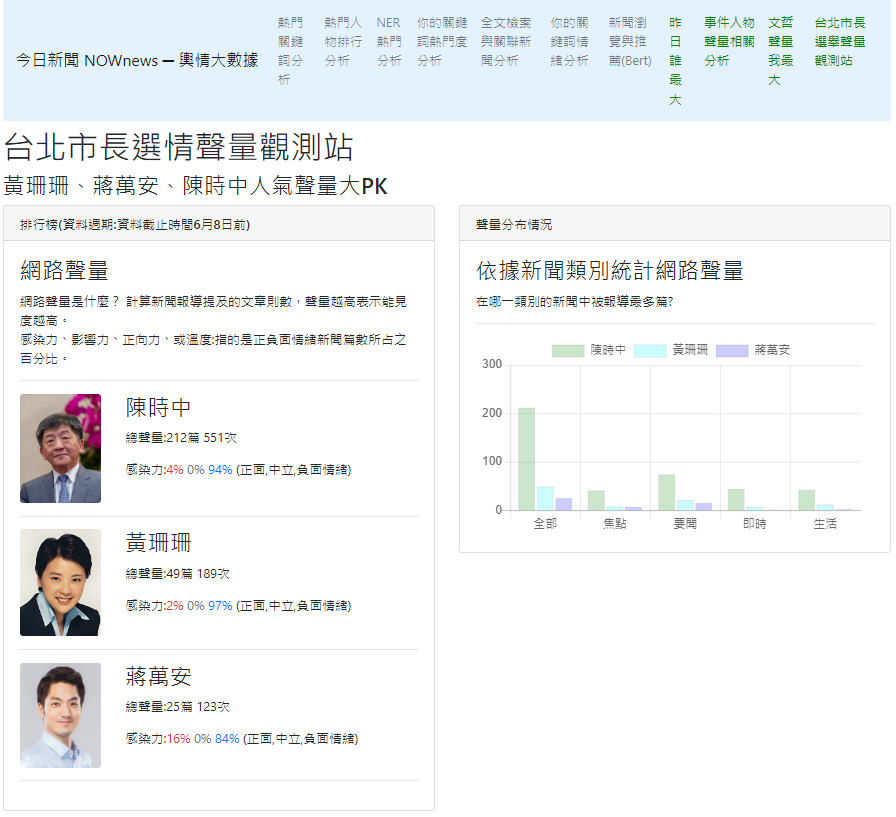 今日新聞 NOWnews — 輿情大數據
熱門
關鍵
詞分
析
熱門人
物排行
分析
NER
熱門
分析
你的關鍵
詞熱門度
分析
全文檢索
與關聯新
聞分析
你的關
鍵詞情
緒分析
新聞瀏
覽與推
薦(Bert)
昨
日
誰
最
大
事件人物
聲量相關
分析
文哲
聲量
我最
大
台北市長
選舉聲量
觀測站
台北市長選情聲量觀測站
黃珊珊、蔣萬安、陳時中人氣聲量大PK
排行榜(資料週期:資料截止時間6月8日前)
網路聲量
網路聲量是什麼？ 計算新聞報導提及的文章則數，聲量越高表示能見
度越高。
感染力、影響力、正向力、或溫度:指的是正負面情緒新聞篇數所占之
百分比。
陳時中
總聲量:212篇 551次
感染力:4% 0% 94% (正面,中立,負面情緒)
黃珊珊
總聲量:49篇 189次
感染力:2% 0% 97% (正面,中立,負面情緒)
蔣萬安
總聲量:25篇 123次
感染力:16% 0% 84% (正面,中立,負面情緒)
聲量分布情況
依據新聞類別統計網路聲量
在哪一類別的新聞中被報導最多篇?
陳時中 黃珊珊 蔣萬安
300
200
100
0
全部 焦點 要聞 即時 生活